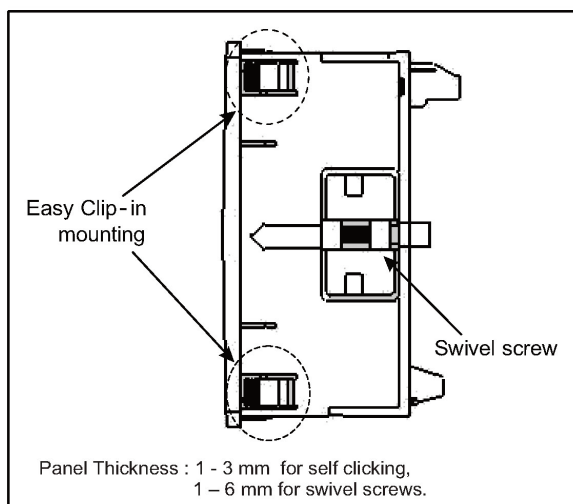 Easy Clip-in
mounting
Swivel screw
Panel Thickness : 1 - 3 mm for self clicking,
1 – 6 mm for swivel screws.